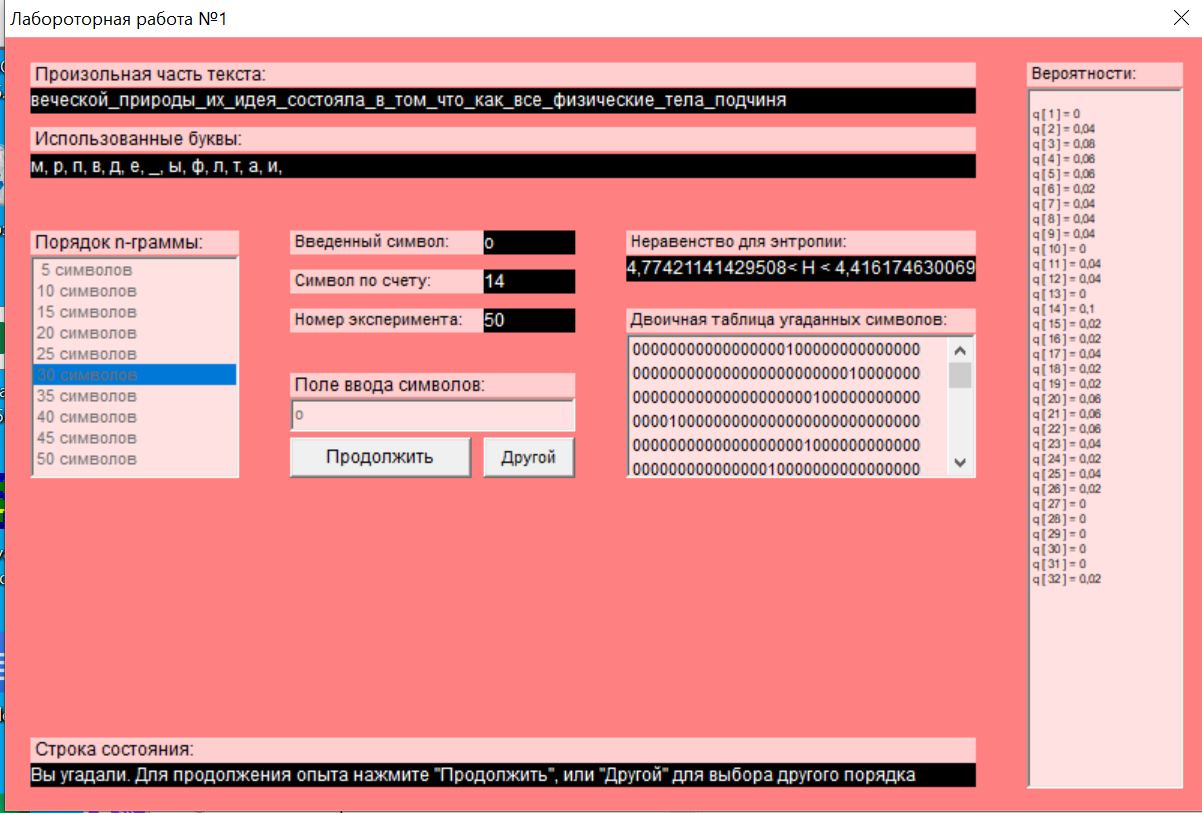 Лабороторная работа №1
Произольная часть текста:
веческой_природы_их_идея_состояла_в_том_что_как_все_физические_тела_подчиня
Использованные буквы:
м, р, п, в, д, е, _, ы, ф, л, т, а, и,
Порядок n-граммы:
5 символов
10 символов
15 символов
20 символов
25 символов
30 символов
35 символов
40 символов
45 символов
50 символов
Введенный символ: о
Символ по счету: 14
Номер эксперимента: 50
Поле ввода символов:
о
Продолжить
Другой
Неравенство для энтропии:
4,77421141429508< H < 4,416174630069
Двоичная таблица угаданных символов:
00000000000000000100000000000000
00000000000000000000000010000000
00000000000000000000100000000000
00001000000000000000000000000000
00000000000000000001000000000000
00000000000000010000000000000000
Вероятности:
q[1] = 0
q[2] = 0,04
q[3] = 0,08
q[4] = 0,06
q[5] = 0,06
q[6] = 0,02
q[7] = 0,04
q[8] = 0,04
q[9] = 0,04
q[10] = 0
q[11] = 0,04
q[12] = 0,04
q[13] = 0
q[14] = 0,1
q[15] = 0,02
q[16] = 0,02
q[17] = 0,04
q[18] = 0,02
q[19] = 0,02
q[20] = 0,06
q[21] = 0,06
q[22] = 0,06
q[23] = 0,04
q[24] = 0,02
q[25] = 0,04
q[26] = 0,02
q[27] = 0
q[28] = 0
q[29] = 0
q[30] = 0
q[31] = 0
q[32] = 0,02
Строка состояния:
Вы угадали. Для продолжения опыта нажмите "Продолжить", или "Другой" для выбора другого порядка